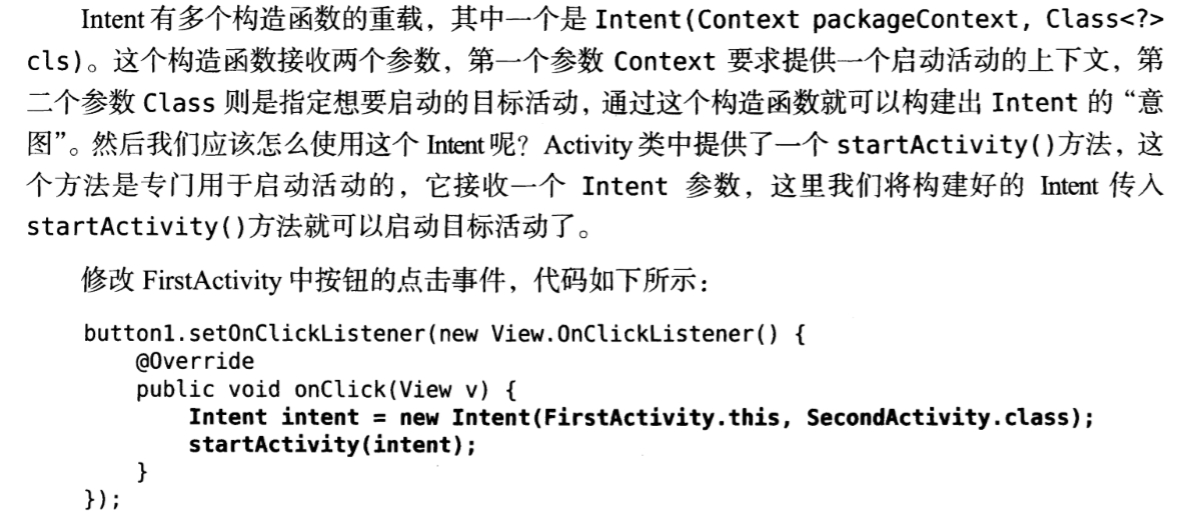 Intent 有多个构造函数的重载，其中一个是 Intent(Context packageContext, Class<?>
cls)。这个构造函数接收两个参数，第一个参数 Context 要求提供一个启动活动的上下文，第
二个参数 Class 则是指定想要启动的目标活动，通过这个构造函数就可以构建出 Intent 的“意
图”。然后我们应该怎么使用这个 Intent 呢？Activity 类中提供了一个 startActivity()方法，这
个方法是专门用于启动活动的，它接收一个 Intent 参数，这里我们将构建好的 Intent 传入
startActivity()方法就可以启动目标活动了。
修改 FirstActivity 中按钮的点击事件，代码如下所示：
button1.setOnClickListener(new View.OnClickListener() {
    @Override
    public void onClick(View v) {
        Intent intent = new Intent(FirstActivity.this, SecondActivity.class);
        startActivity(intent);
    }
});